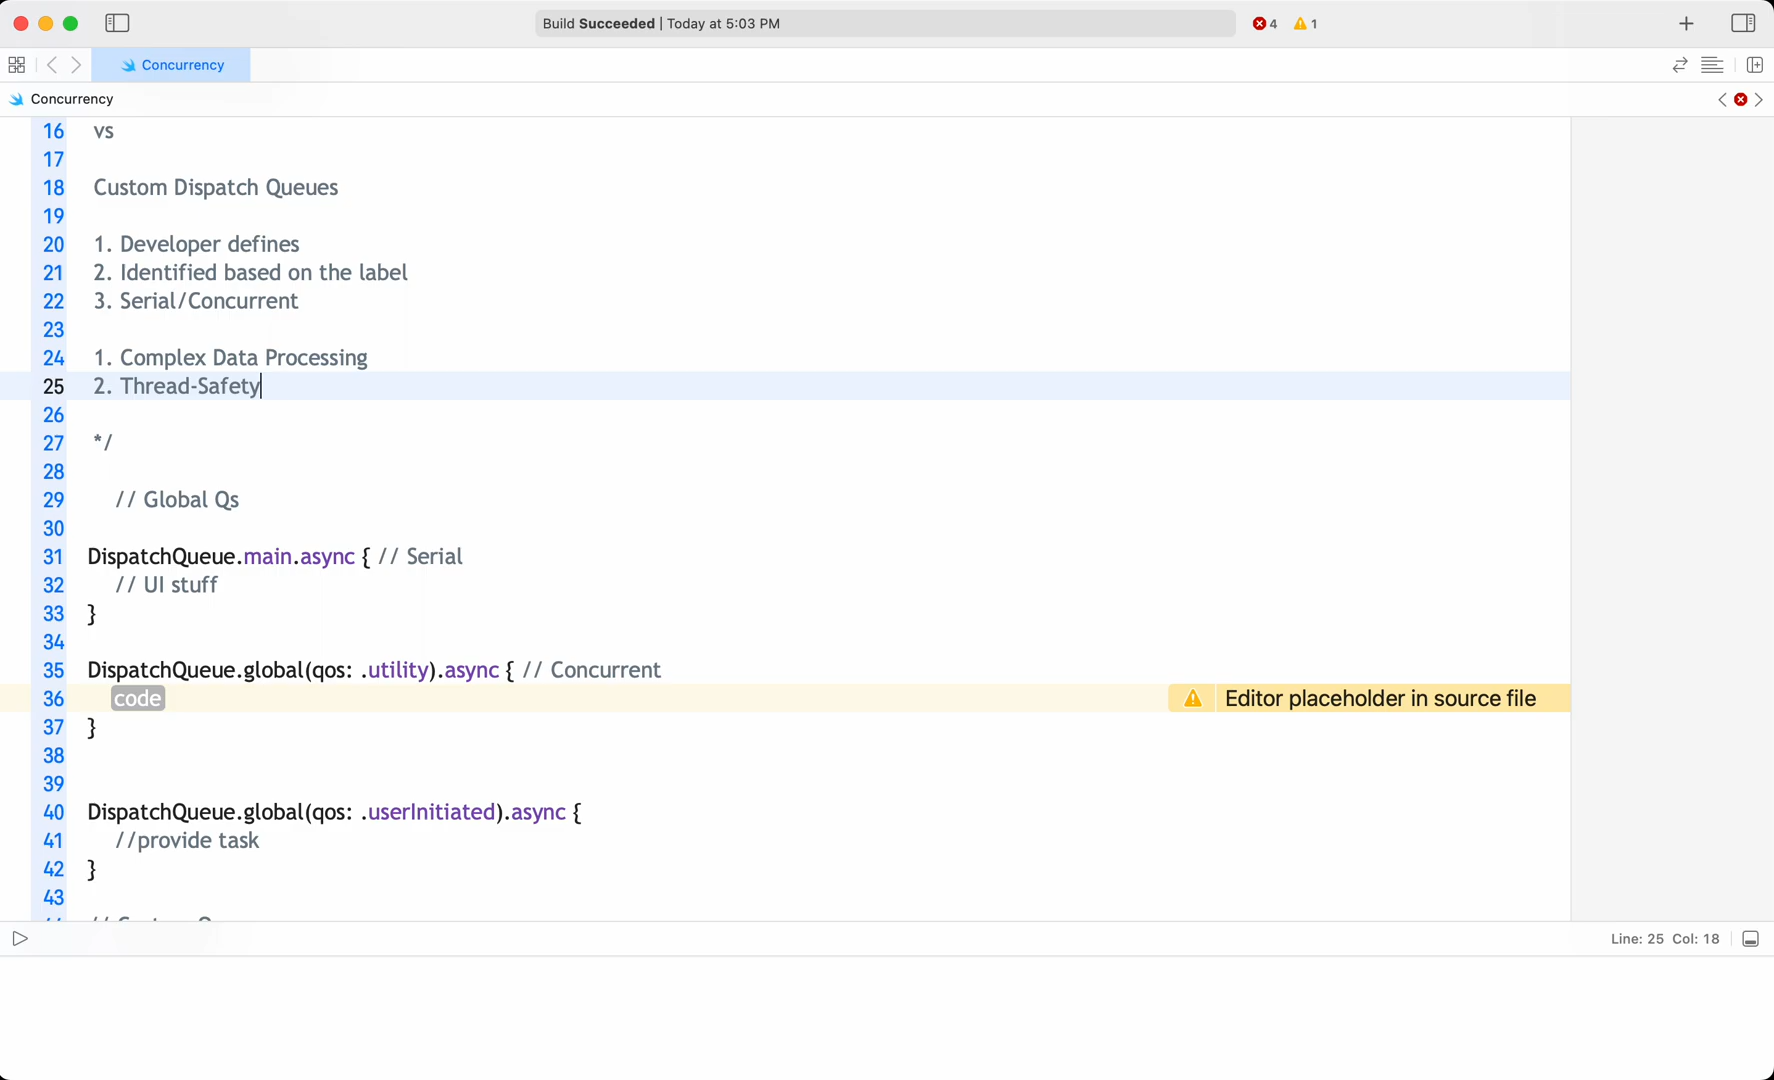 Build Succeeded | Today at 5:03 PM
4
1
Concurrency
Concurrency
16 vs
17
18 Custom Dispatch Queues
19
20 1. Developer defines
21 2. Identified based on the label
22 3. Serial/Concurrent
23
24 1. Complex Data Processing
25 2. Thread-Safety
26
27 */
28
29 // Global Qs
30
31 DispatchQueue.main.async { // Serial
32 // UI stuff
33 }
34
35 DispatchQueue.global(qos: .utility).async { // Concurrent
36 code Editor placeholder in source file
37 }
38
39
40 DispatchQueue.global(qos: .userInitiated).async {
41 //provide task
42 }
43
Line: 25 Col: 18